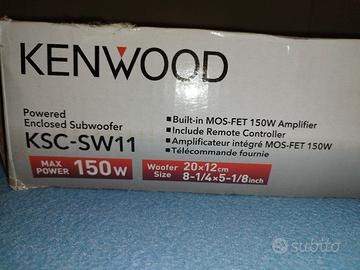 KENWOOD
Powered
Enclosed Subwoofer
KSC-SW11
MAX
POWER
150W
Woofer
Size
20×12cm
8-1/4×5-1/8inch
■Built-in MOS-FET 150W Amplifier
■Include Remote Controller
■Amplificateur intégré MOS-FET 150W
■Télécommande fournie
subito